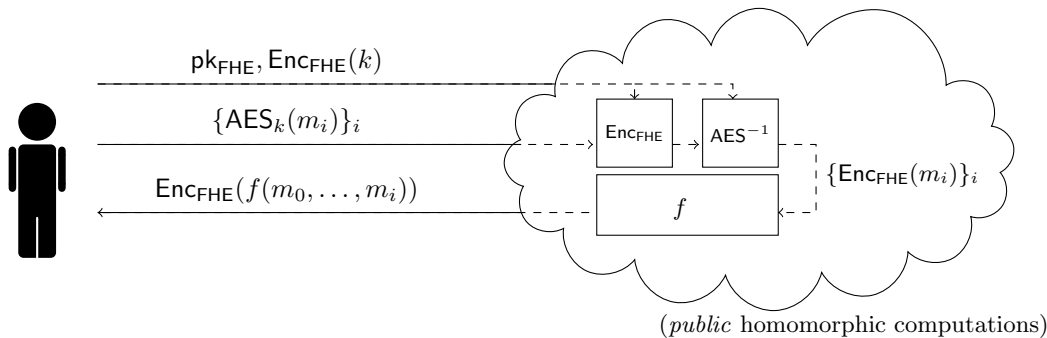 pk_FHE, Enc_FHE(k)
{AES_k(m_i)}_i
Enc_FHE
AES^{-1}
{Enc_FHE(m_i)}_i
Enc_FHE(f(m_0, . . . , m_i))
f
(public homomorphic computations)